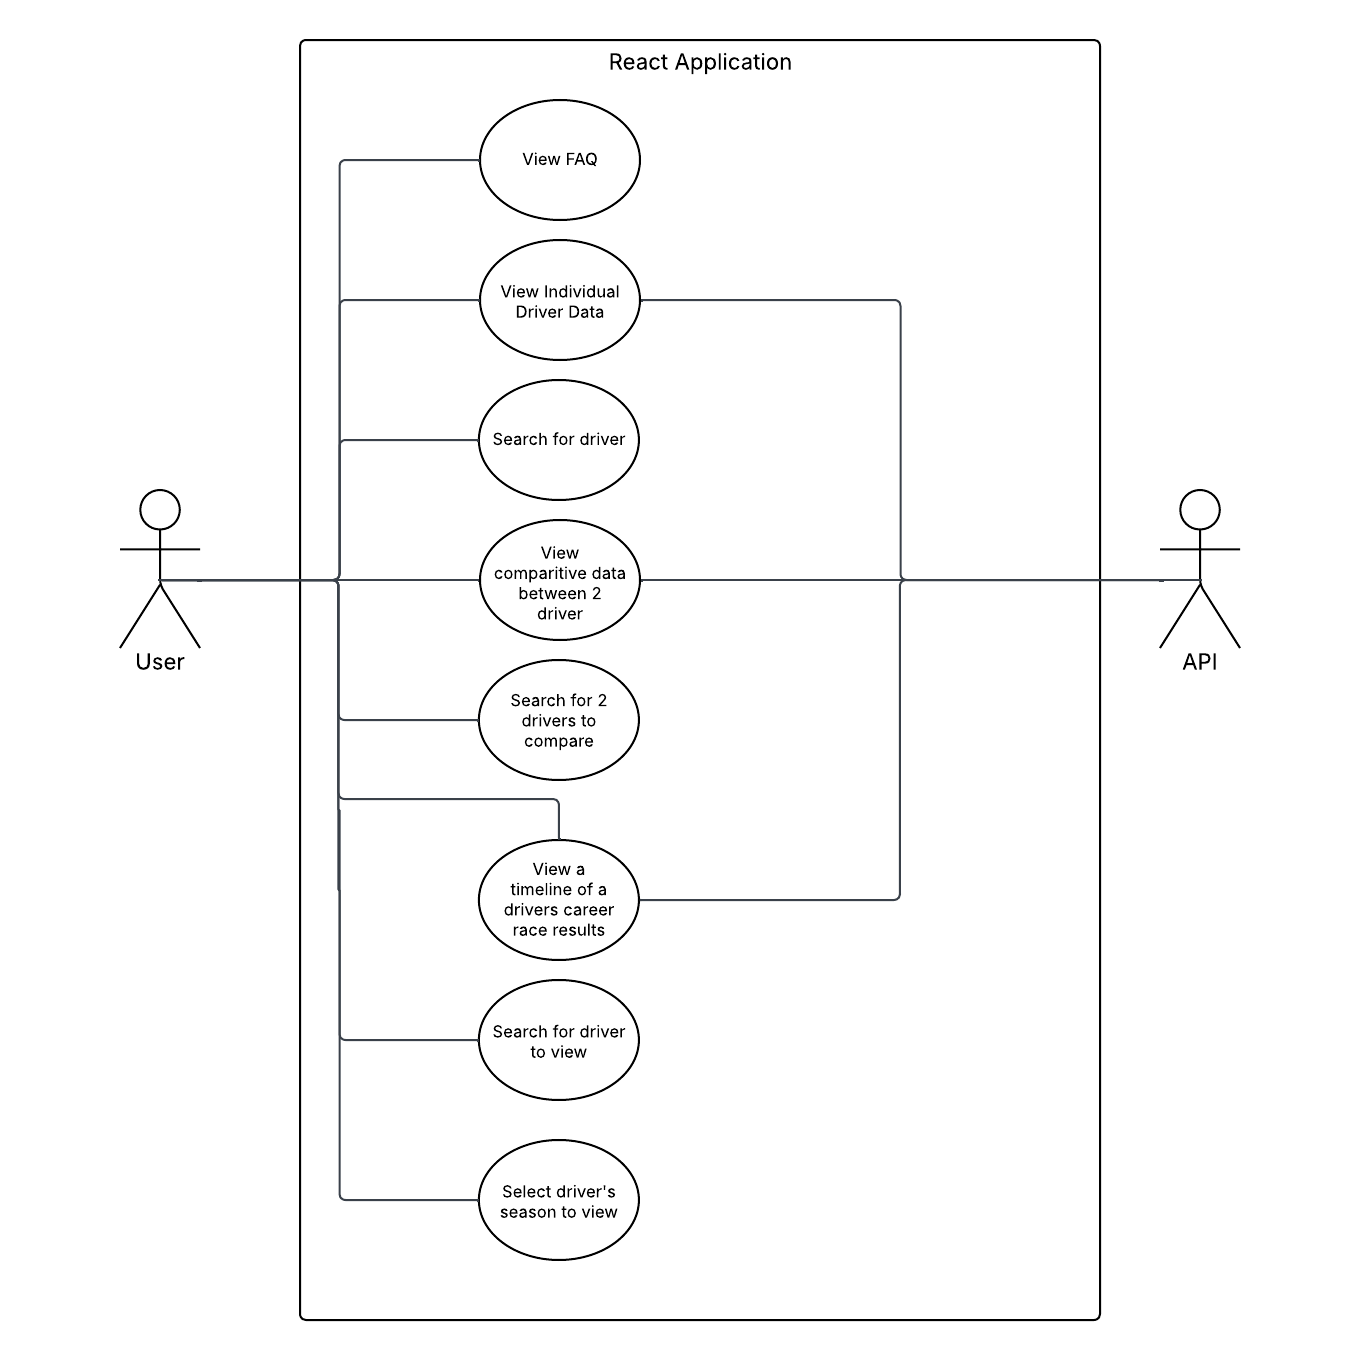 React Application
View FAQ
View Individual
Driver Data
Search for driver
View
comparitive data
between 2
driver
User
API
Search for 2
drivers to
compare
View a
timeline of a
drivers career
race results
Search for driver
to view
Select driver's
season to view